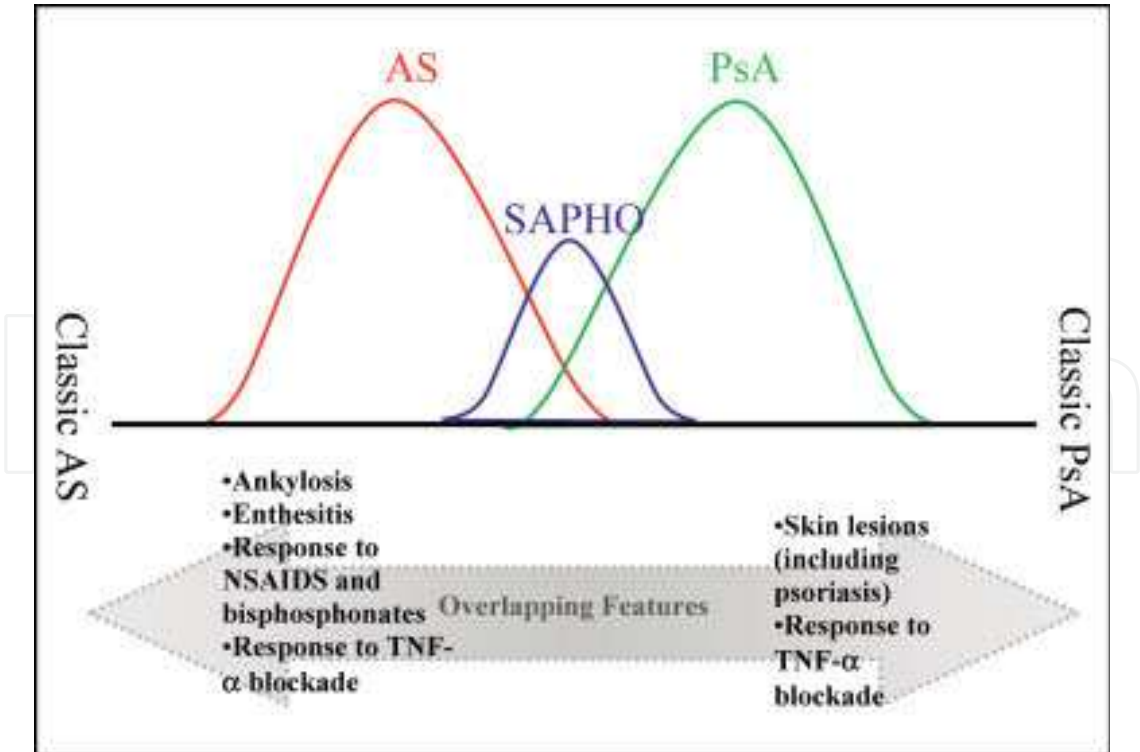 AS
PsA
SAPHO
Classic AS
Classic PsA
•Ankylosis
•Enthesitis
•Response to
NSAIDS and
bisphosphonates
•Response to TNF-
α blockade
Overlapping Features
•Skin lesions
(including
psoriasis)
•Response to
TNF-α
blockade